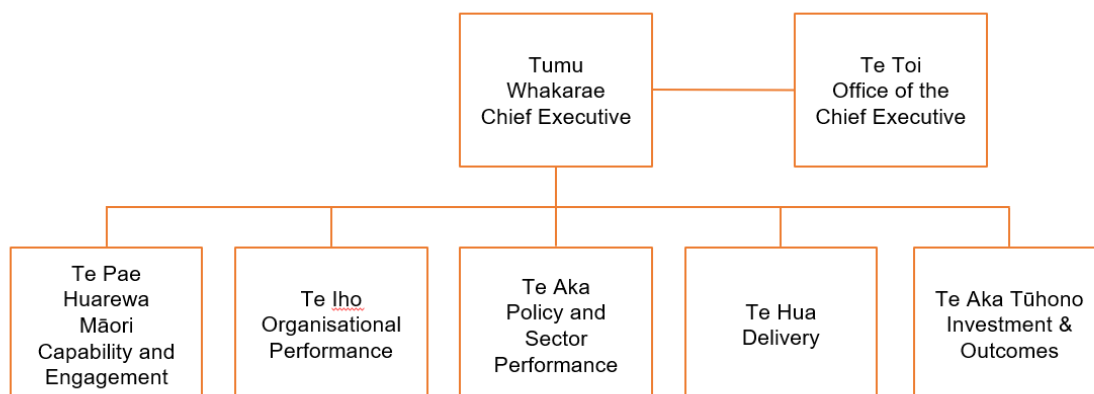 Tumu
Whakarae
Chief Executive
Te Toi
Office of the
Chief Executive
Te Pae
Huarewa
Māori
Capability and
Engagement
Te Iho
Organisational
Performance
Te Aka
Policy and
Sector
Performance
Te Hua
Delivery
Te Aka Tūhono
Investment &
Outcomes